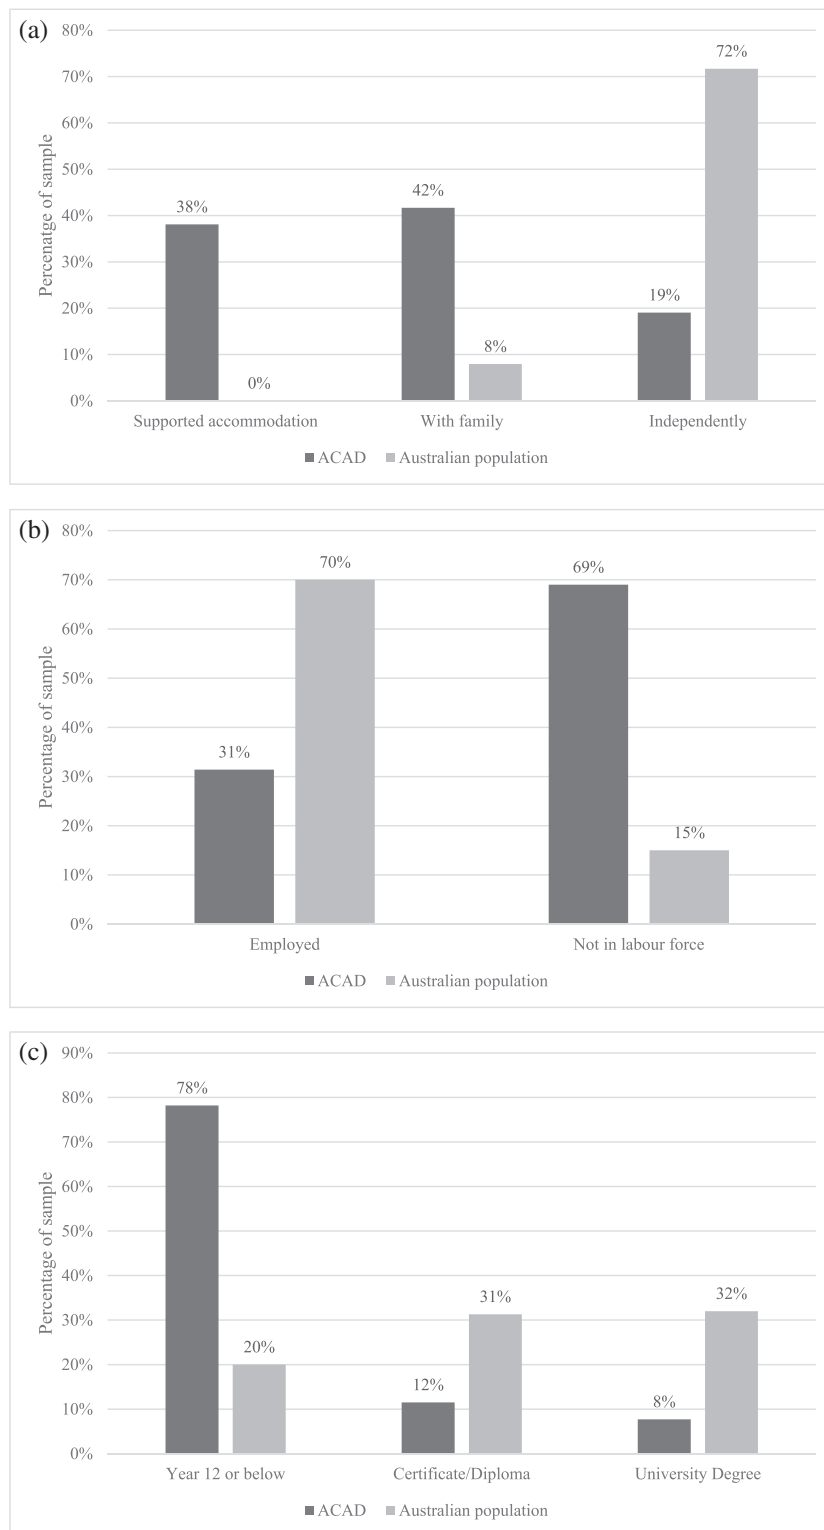 (a)
80%
70%
60%
50%
40%
30%
20%
10%
0%
Percenatge of sample
38%
0%
42%
8%
19%
72%
Supported accommodation
With family
Independently
ACAD
Australian population
(b)
80%
70%
60%
50%
40%
30%
20%
10%
0%
Percentage of sample
31%
70%
69%
15%
Employed
Not in labour force
ACAD
Australian population
(c)
90%
80%
70%
60%
50%
40%
30%
20%
10%
0%
Percentage of sample
78%
20%
12%
31%
8%
32%
Year 12 or below
Certificate/Diploma
University Degree
ACAD
Australian population